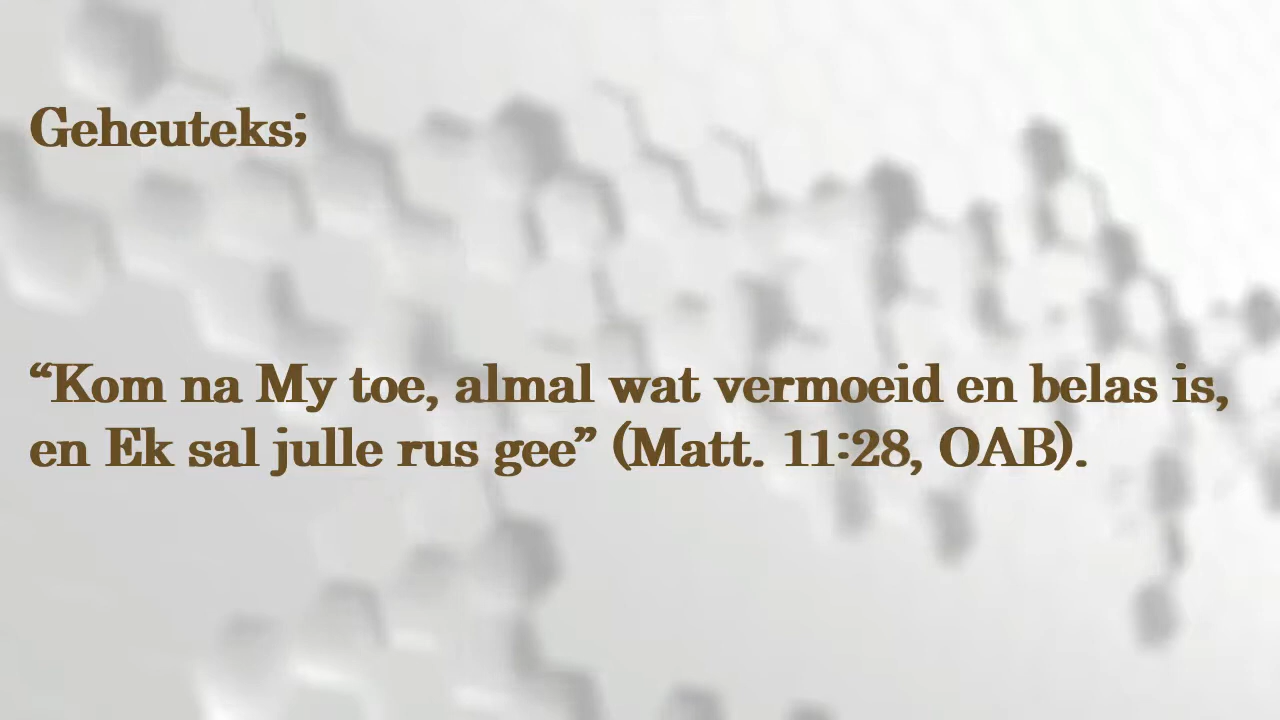 Geheuteks;
“Kom na My toe, almal wat vermoeid en belas is,
en Ek sal julle rus gee” (Matt. 11:28, OAB).